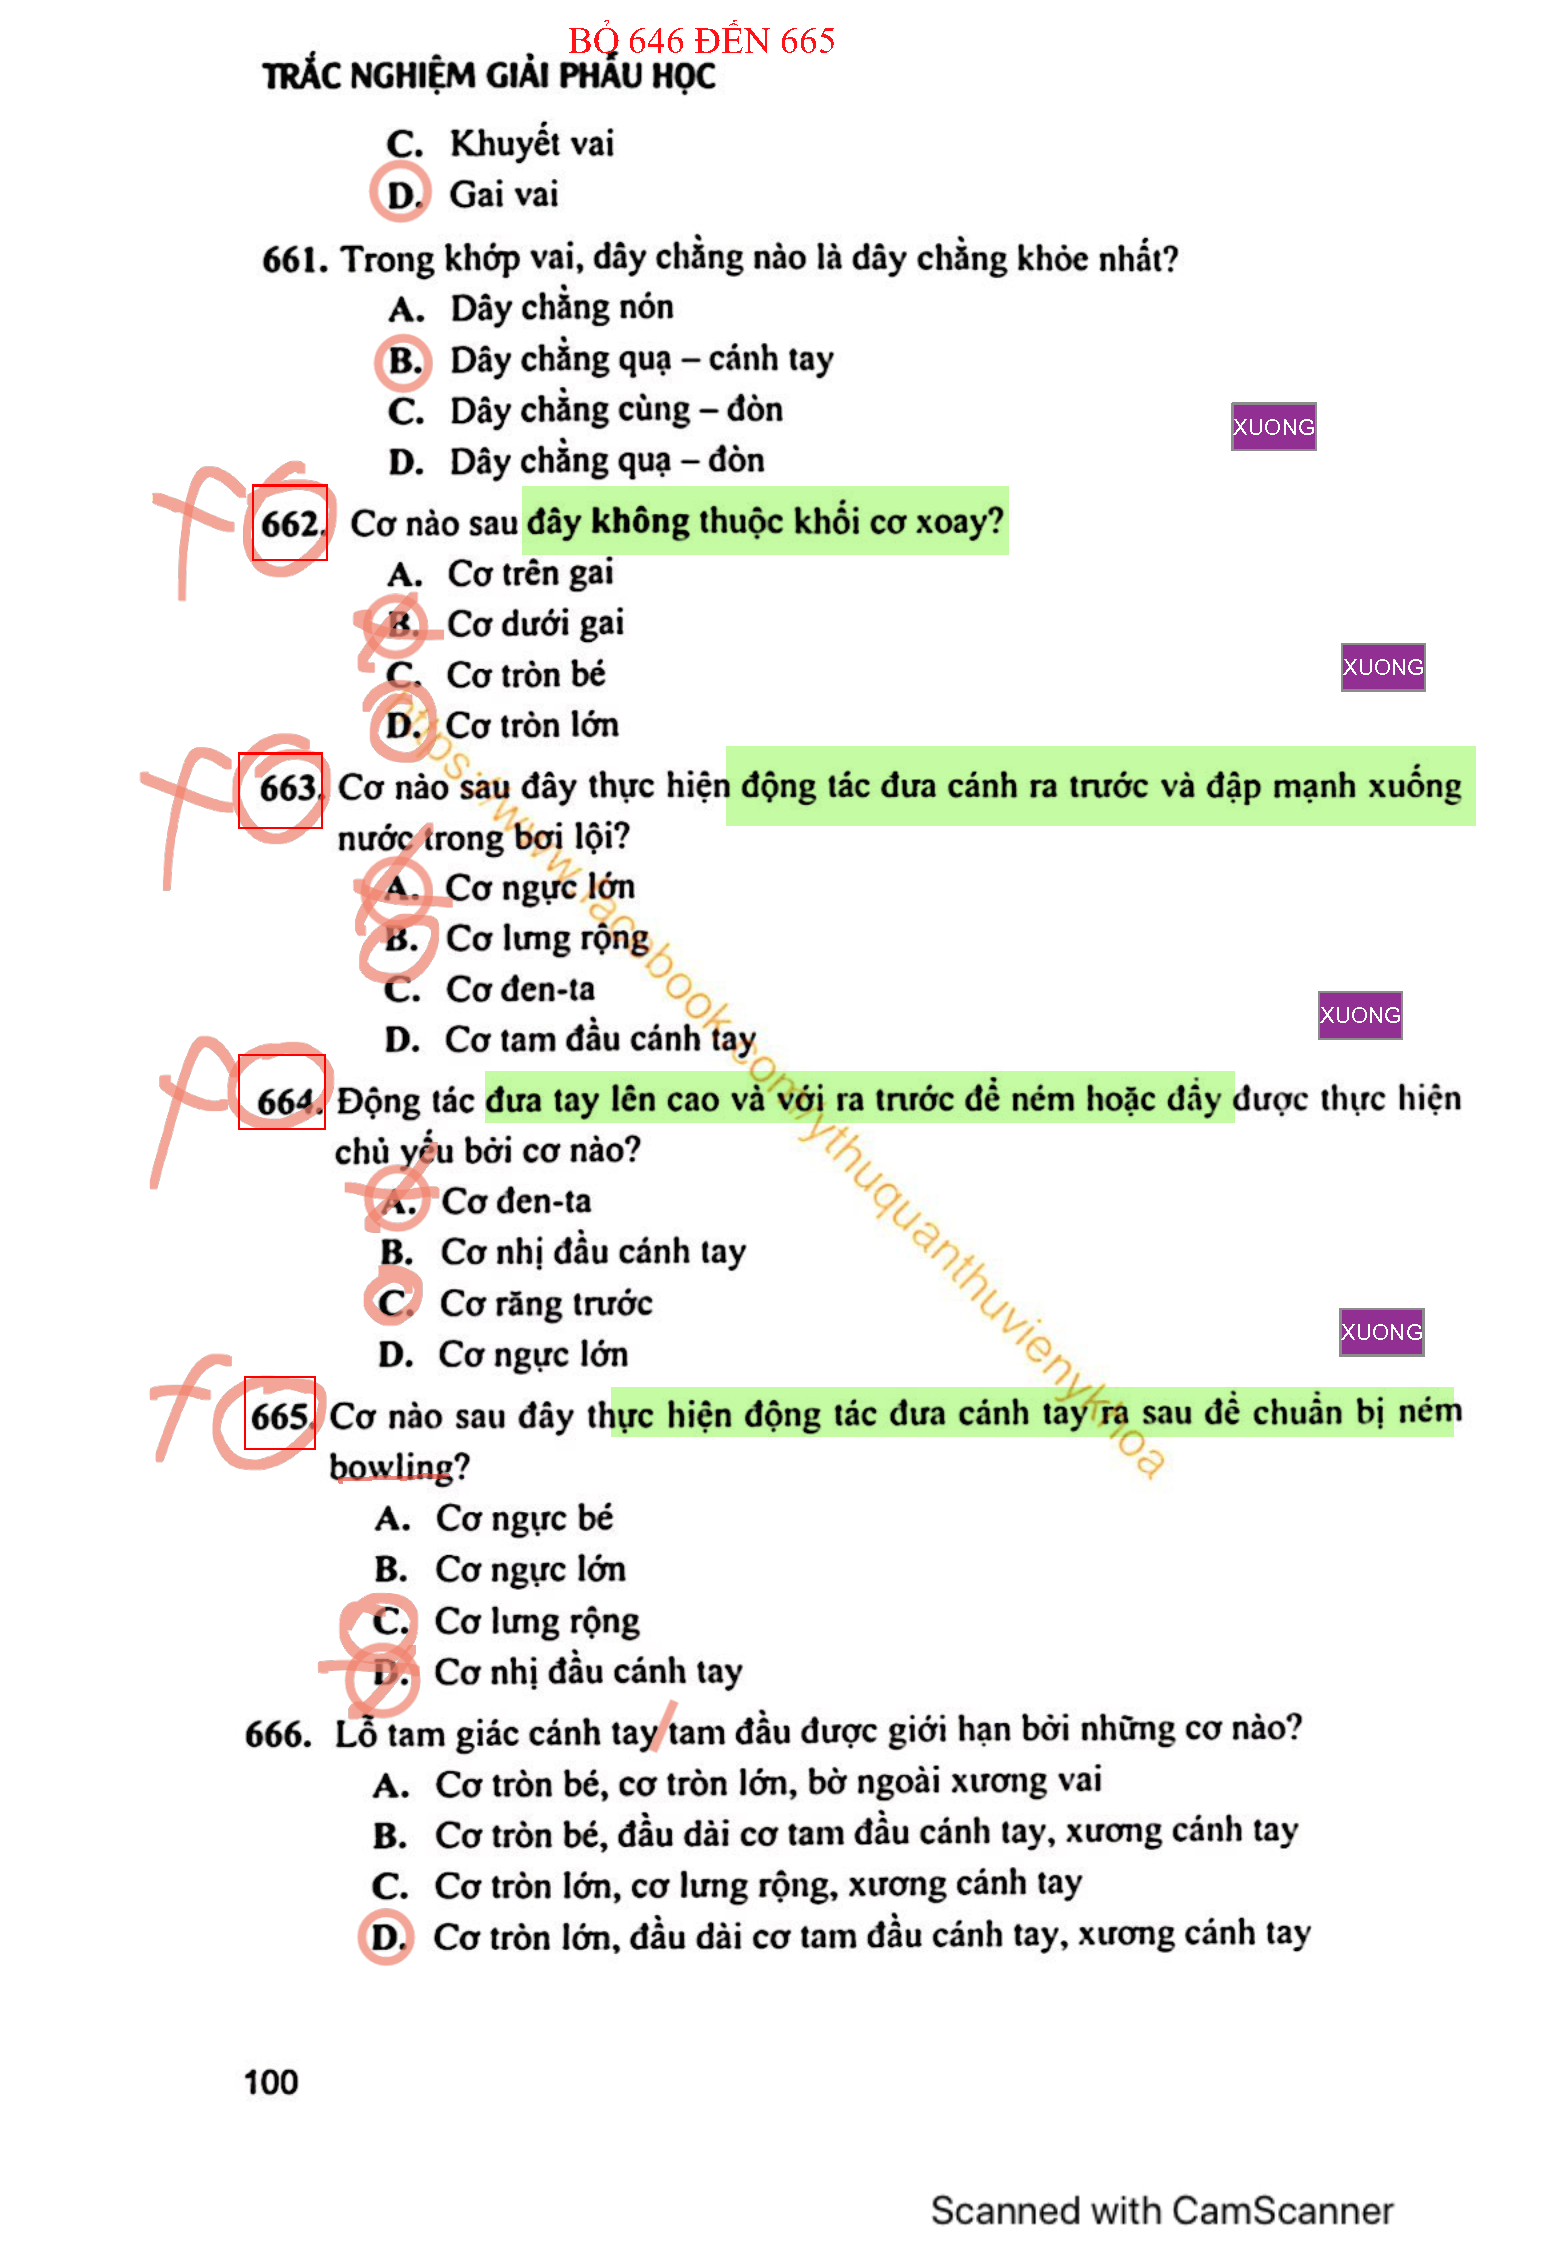 BỎ 646 ĐẾN 665
TRẮC NGHIỆM GIẢI PHẪU HỌC
C. Khuyết vai
D. Gai vai
661. Trong khớp vai, dây chằng nào là dây chằng khỏe nhất?
A. Dây chằng nón
B. Dây chằng quạ – cánh tay
C. Dây chằng cùng – đòn
XUONG
D. Dây chằng quạ – đòn
662. Cơ nào sau đây không thuộc khối cơ xoay?
A. Cơ trên gai
B. Cơ dưới gai
C. Cơ tròn bé
XUONG
D. Cơ tròn lớn
663. Cơ nào sau đây thực hiện động tác đưa cánh ra trước và đập mạnh xuống
nước trong bơi lội?
A. Cơ ngực lớn
B. Cơ lưng rộng
C. Cơ đen-ta
XUONG
D. Cơ tam đầu cánh tay
664. Động tác đưa tay lên cao và với ra trước để ném hoặc đẩy được thực hiện
chủ yếu bởi cơ nào?
A. Cơ đen-ta
B. Cơ nhị đầu cánh tay
C. Cơ răng trước
XUONG
D. Cơ ngực lớn
665. Cơ nào sau đây thực hiện động tác đưa cánh tay ra sau để chuẩn bị ném
bowling?
A. Cơ ngực bé
B. Cơ ngực lớn
C. Cơ lưng rộng
D. Cơ nhị đầu cánh tay
666. Lỗ tam giác cánh tay/tam đầu được giới hạn bởi những cơ nào?
A. Cơ tròn bé, cơ tròn lớn, bờ ngoài xương vai
B. Cơ tròn bé, đầu dài cơ tam đầu cánh tay, xương cánh tay
C. Cơ tròn lớn, cơ lưng rộng, xương cánh tay
D. Cơ tròn lớn, đầu dài cơ tam đầu cánh tay, xương cánh tay
https://www.facebook.com/ythuquanthuvienykhoa
100
Scanned with CamScanner